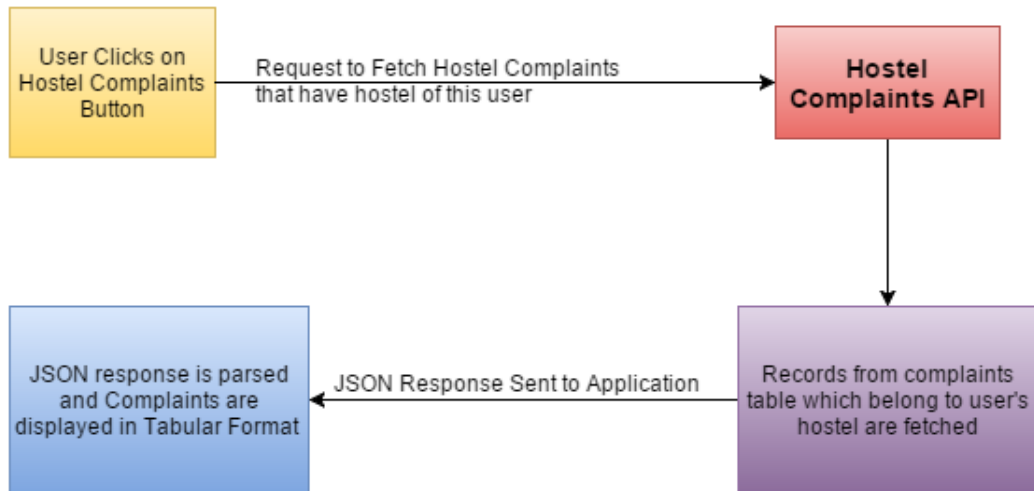 User Clicks on
Hostel Complaints
Button
Request to Fetch Hostel Complaints
that have hostel of this user
Hostel
Complaints API
JSON response is parsed
and Complaints are
displayed in Tabular Format
JSON Response Sent to Application
Records from complaints
table which belong to user's
hostel are fetched